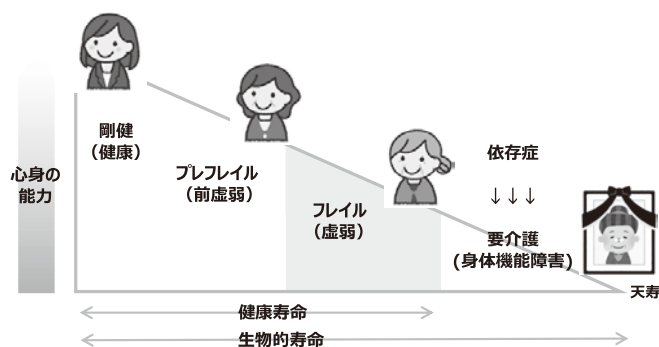 剛健
（健康）
心身の
能力
プレフレイル
（前虚弱）
フレイル
（虚弱）
依存症
↓↓↓
要介護
(身体機能障害)
天寿
健康寿命
生物的寿命